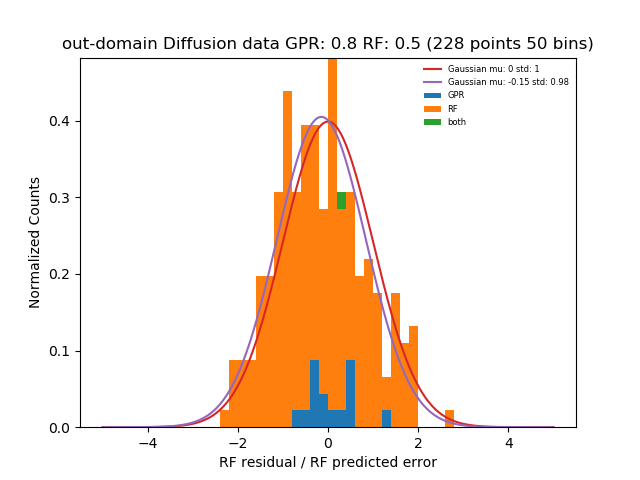 out-domain Diffusion data GPR: 0.8 RF: 0.5 (228 points 50 bins)
Gaussian mu: 0 std: 1
Gaussian mu: -0.15 std: 0.98
GPR
RF
both
Normalized Counts
0.4
0.3
0.2
0.1
0.0
−4
−2
0
2
4
RF residual / RF predicted error